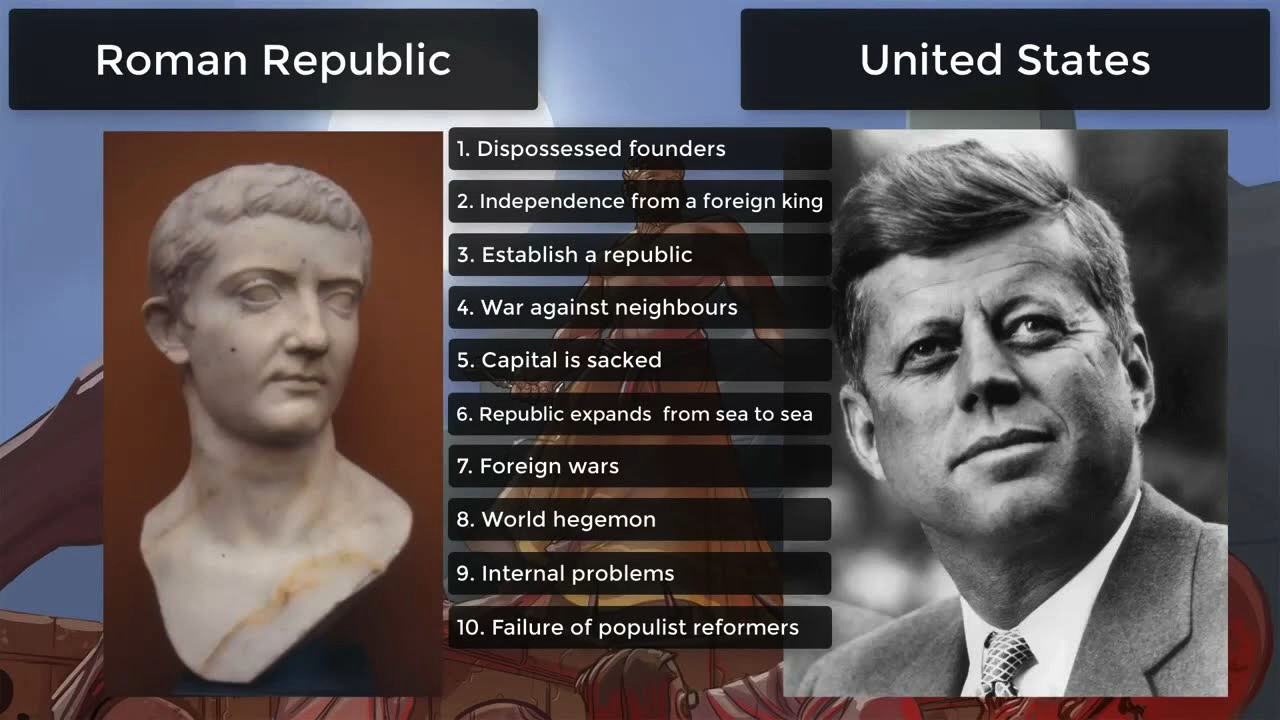 Roman Republic
United States
1. Dispossessed founders
2. Independence from a foreign king
3. Establish a republic
4. War against neighbours
5. Capital is sacked
6. Republic expands  from sea to sea
7. Foreign wars
8. World hegemon
9. Internal problems
10. Failure of populist reformers